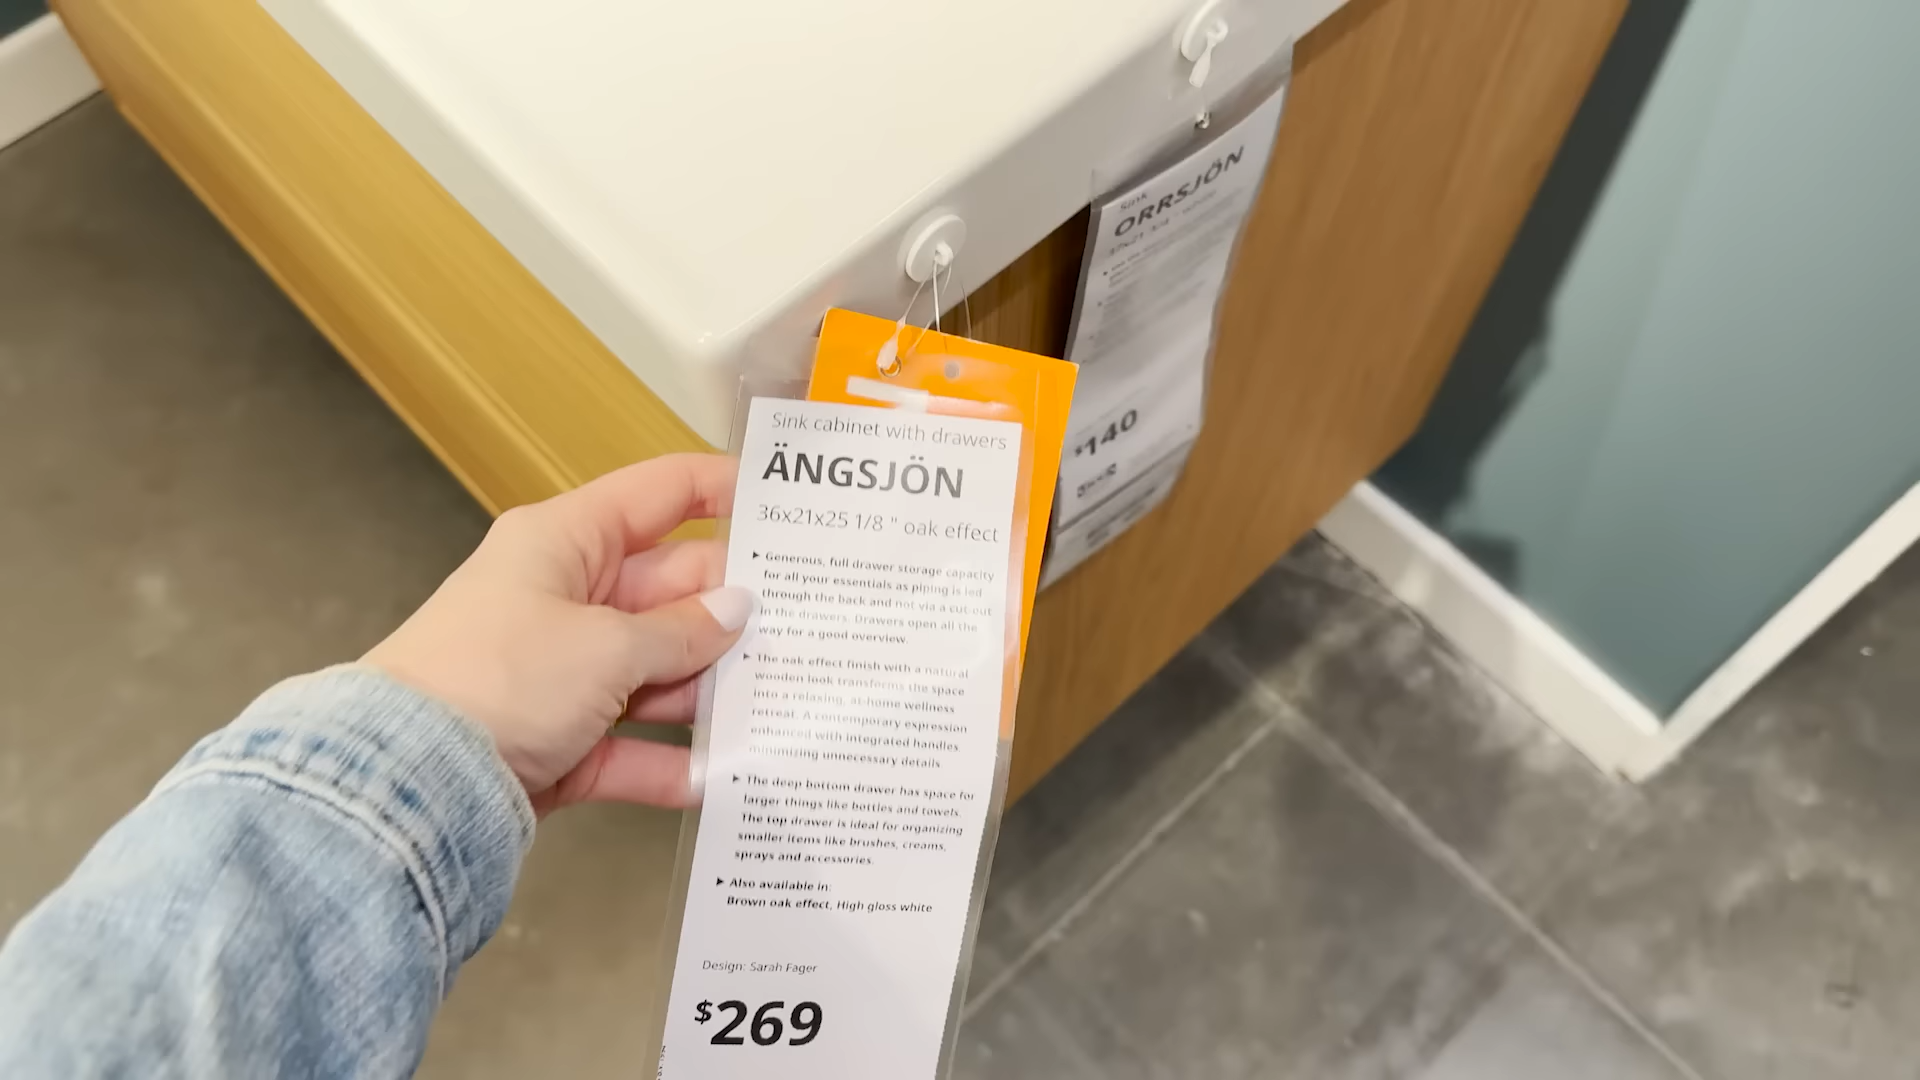 Sink cabinet with drawers
ÄNGSJÖN
36x21x25 1/8 " oak effect
► Generous, full drawer storage capacity
for all your essentials as piping is led
through the back and not via a cut-out
in the drawers. Drawers open all the
way for a good overview.
► The oak effect finish with a natural
wooden look transforms the space
into a relaxing, at-home wellness
retreat. A contemporary expression
enhanced with integrated handles
minimizing unnecessary details
► The deep bottom drawer has space for
larger things like bottles and towels.
The top drawer is ideal for organizing
smaller items like brushes, creams,
sprays and accessories.
► Also available in:
Brown oak effect, High gloss white
Design: Sarah Fager
$269
Sink
ORRSJÖN
$140